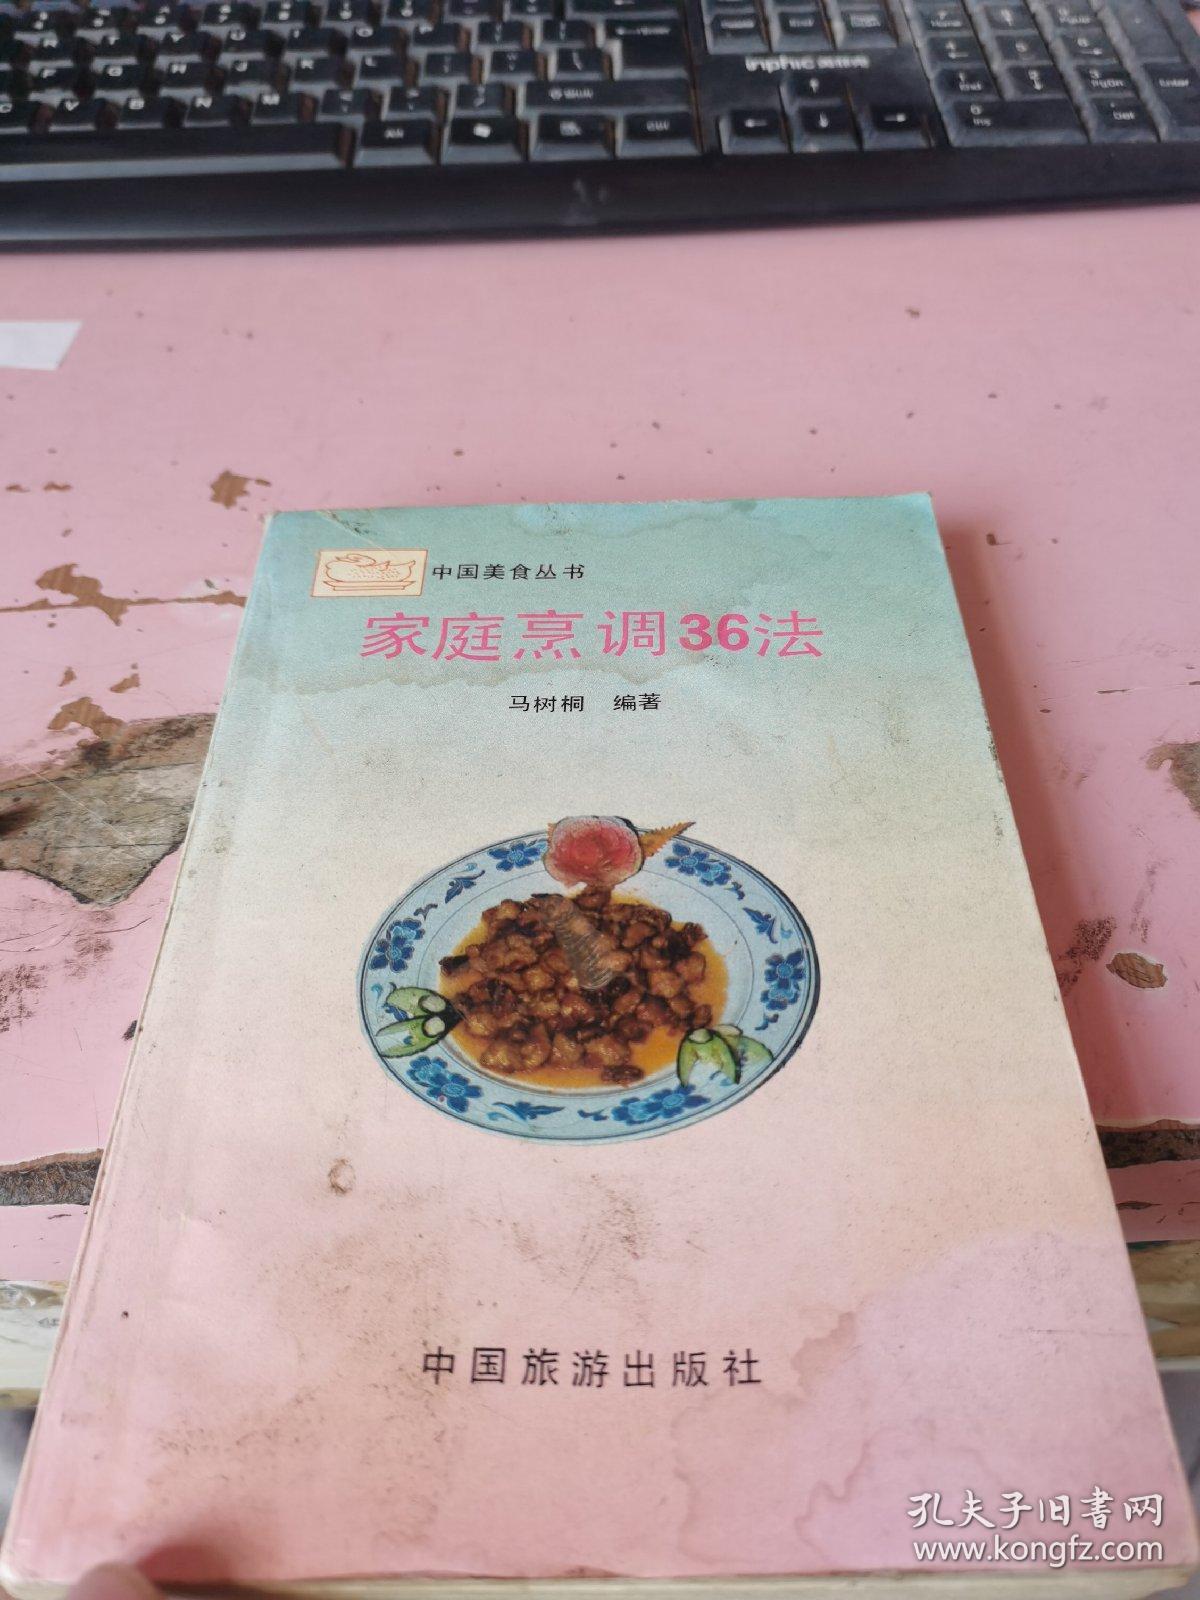 inphic
中国美食丛书
家庭烹调36法
马树桐 编著
中国旅游出版社
孔夫子旧书网
www.kongfz.com